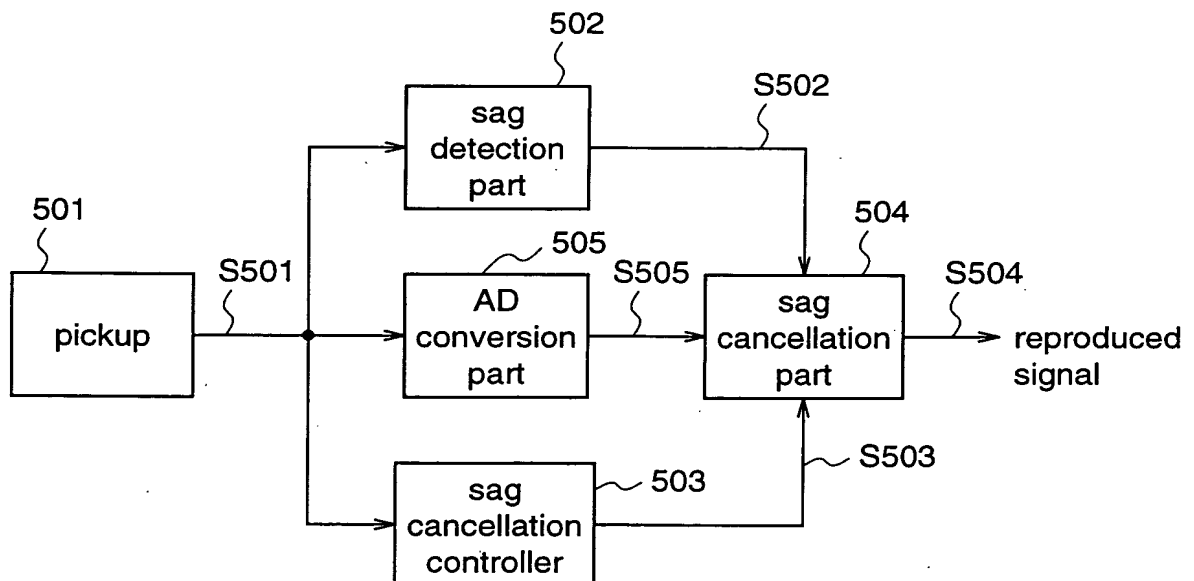 502
sag
detection
part
S502
501
pickup
S501
505
AD
conversion
part
S505
504
sag
cancellation
part
S504
reproduced
signal
503
sag
cancellation
controller
S503